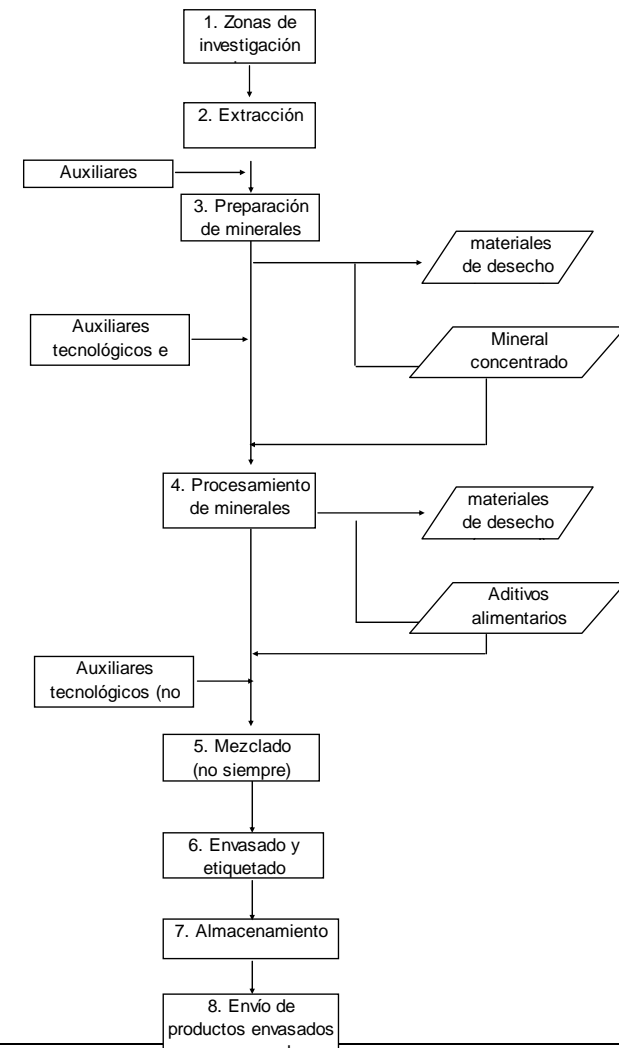 1. Zonas de
investigación
2. Extracción
Auxiliares
3. Preparación
de minerales
materiales
de desecho
Auxiliares
tecnológicos e
Mineral
concentrado
4. Procesamiento
de minerales
materiales
de desecho
Aditivos
alimentarios
Auxiliares
tecnológicos (no
5. Mezclado
(no siempre)
6. Envasado y
etiquetado
7. Almacenamiento
8. Envío de
productos envasados